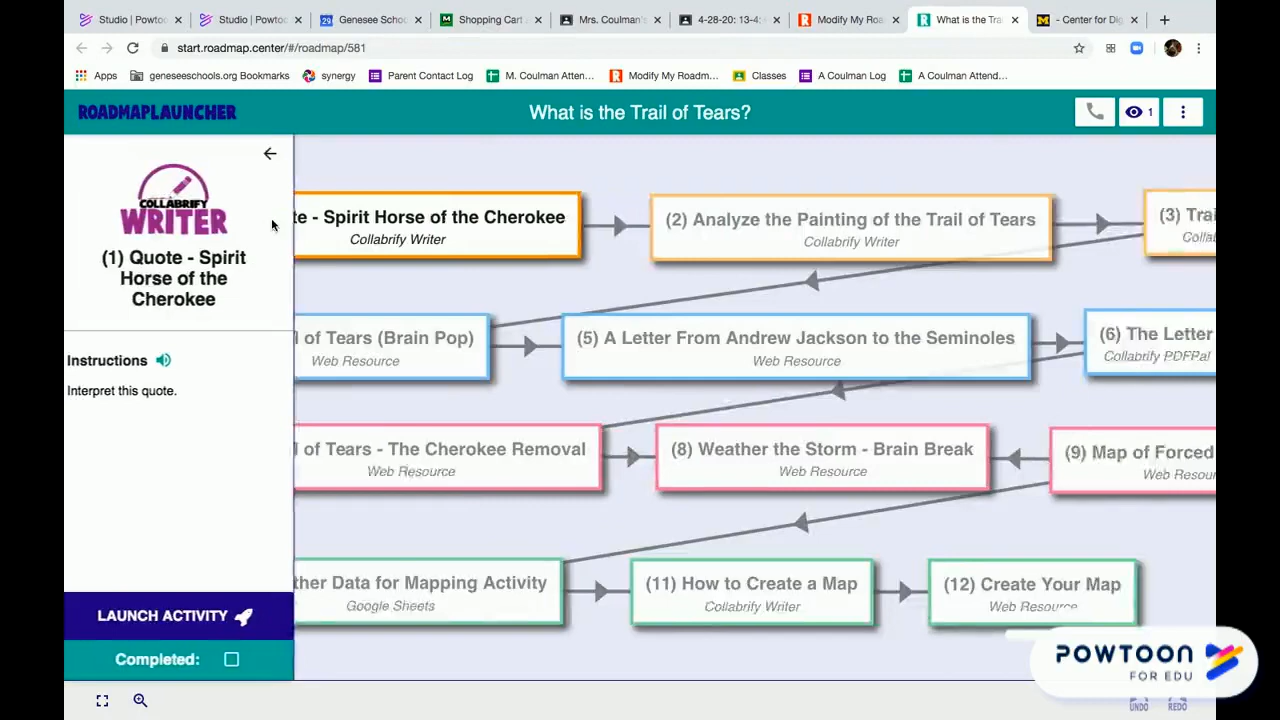 Studio | Powtoo
Studio | Powtoo
Genesee Schoo
Shopping Cart
Mrs. Coulman's
4-28-20: 13-4:
Modify My Roa
What is the Trai
- Center for Dig
start.roadmap.center/#/roadmap/581
Apps
geneseeschools.org Bookmarks
synergy
Parent Contact Log
M. Coulman Atten...
Modify My Roadm...
Classes
A Coulman Log
A Coulman Attend...
ROADMAPLAUNCHER
What is the Trail of Tears?
1
COLLABRIFY
WRITER
(1) Quote - Spirit
Horse of the
Cherokee
Instructions
Interpret this quote.
LAUNCH ACTIVITY
Completed:
te - Spirit Horse of the Cherokee
Collabrify Writer
(2) Analyze the Painting of the Trail of Tears
Collabrify Writer
(3) Trai
Collab
l of Tears (Brain Pop)
Web Resource
(5) A Letter From Andrew Jackson to the Seminoles
Web Resource
(6) The Letter
Collabrify PDFPal
l of Tears - The Cherokee Removal
Web Resource
(8) Weather the Storm - Brain Break
Web Resource
(9) Map of Forced
Web Resour
ther Data for Mapping Activity
Google Sheets
(11) How to Create a Map
Collabrify Writer
(12) Create Your Map
Web Resource
POWTOON
FOR EDU
UNDO
REDO